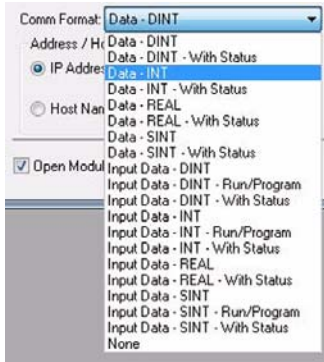 Comm Format: Data - DINT
Address / Ho
IP Addre
Host Nan
Open Modul
Data - DINT
Data - DINT - With Status
Data - INT
Data - INT - With Status
Data - REAL
Data - REAL - With Status
Data - SINT
Data - SINT - With Status
Input Data - DINT
Input Data - DINT - Run/Program
Input Data - DINT - With Status
Input Data - INT
Input Data - INT - Run/Program
Input Data - INT - With Status
Input Data - REAL
Input Data - REAL - With Status
Input Data - SINT
Input Data - SINT - Run/Program
Input Data - SINT - With Status
None